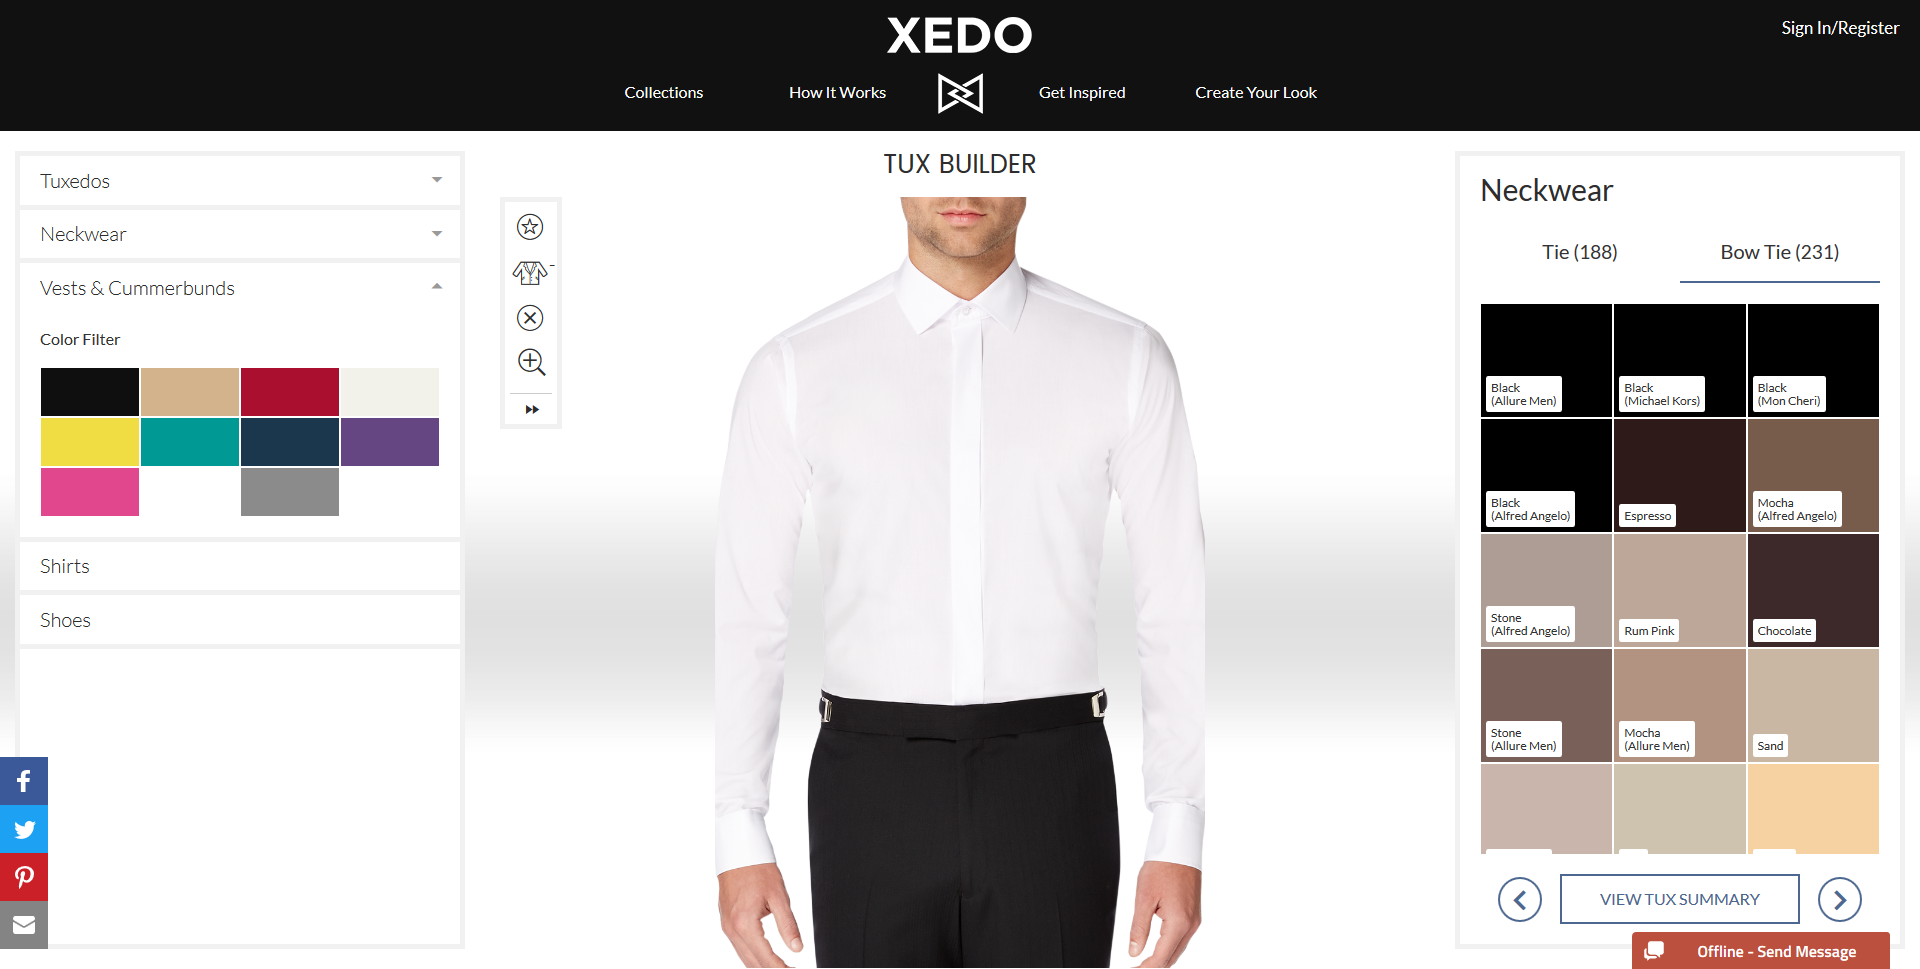 XEDO
Sign In/Register
Collections
How It Works
Get Inspired
Create Your Look
Tuxedos
Neckwear
Vests & Cummerbunds
Color Filter
Shirts
Shoes
TUX BUILDER
Neckwear
Tie (188)
Bow Tie (231)
Black
(Allure Men)
Black
(Michael Kors)
Black
(Mon Cheri)
Black
(Alfred Angelo)
Espresso
Mocha
(Alfred Angelo)
Stone
(Alfred Angelo)
Rum Pink
Chocolate
Stone
(Allure Men)
Mocha
(Allure Men)
Sand
VIEW TUX SUMMARY
Offline - Send Message